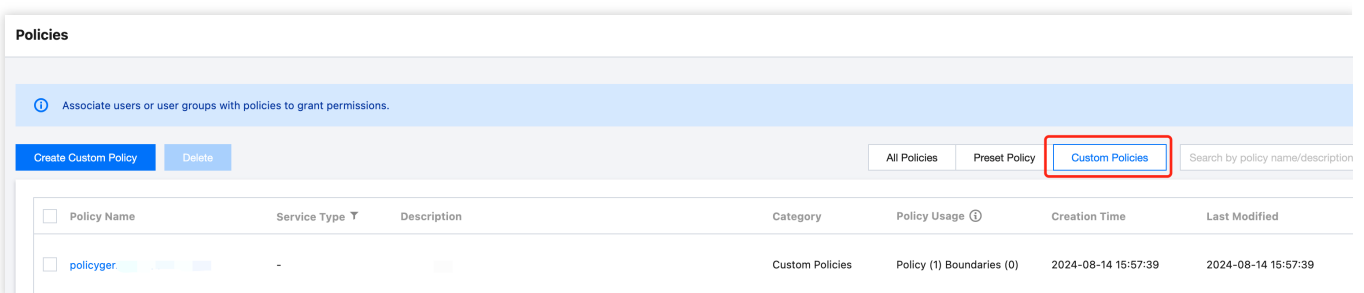 Policies
Associate users or user groups with policies to grant permissions.
Create Custom Policy Delete All Policies Preset Policy Custom Policies Search by policy name/description
Policy Name Service Type Description Category Policy Usage Creation Time Last Modified
policyger - Custom Policies Policy (1) Boundaries (0) 2024-08-14 15:57:39 2024-08-14 15:57:39